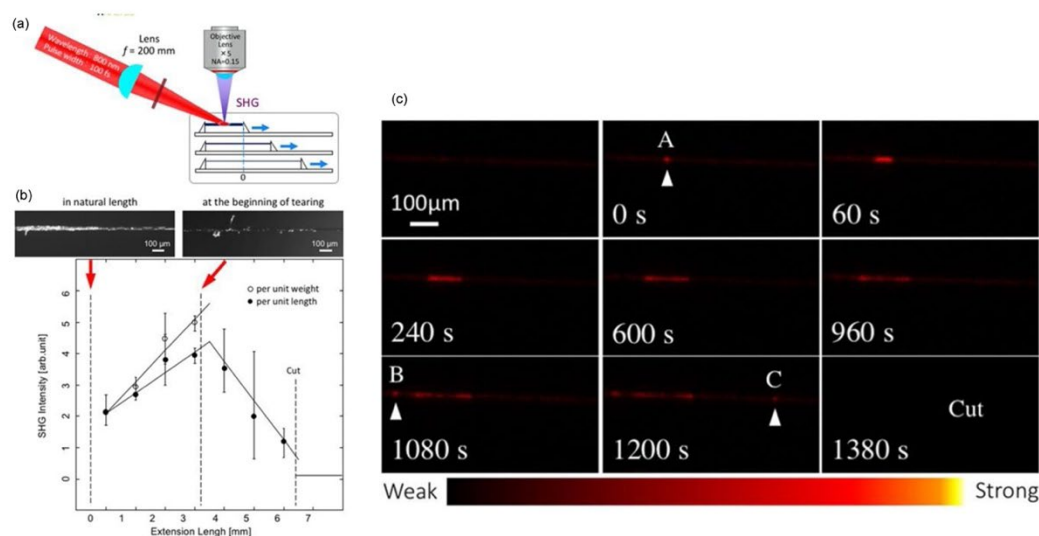 (a)
Lens
f = 200 mm
Wavelength : 800 nm
Pulse width : 100 fs
Objective
Lens
×5
NA=0.15
SHG
0
(b)
in natural length
at the beginning of tearing
100 μm
100 μm
○ per unit weight
● per unit length
Cut
SHG Intensity [arb.unit]
6
5
4
3
2
1
0
0 1 2 3 4 5 6 7
Extension Lengh [mm]
(c)
100μm
A
0 s
60 s
240 s
600 s
960 s
B
1080 s
C
1200 s
Cut
1380 s
Weak
Strong